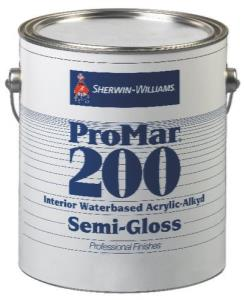 SHERWIN-WILLIAMS
ProMar
200
Interior Waterbased Acrylic-Alkyd
Semi-Gloss
Professional Finishes